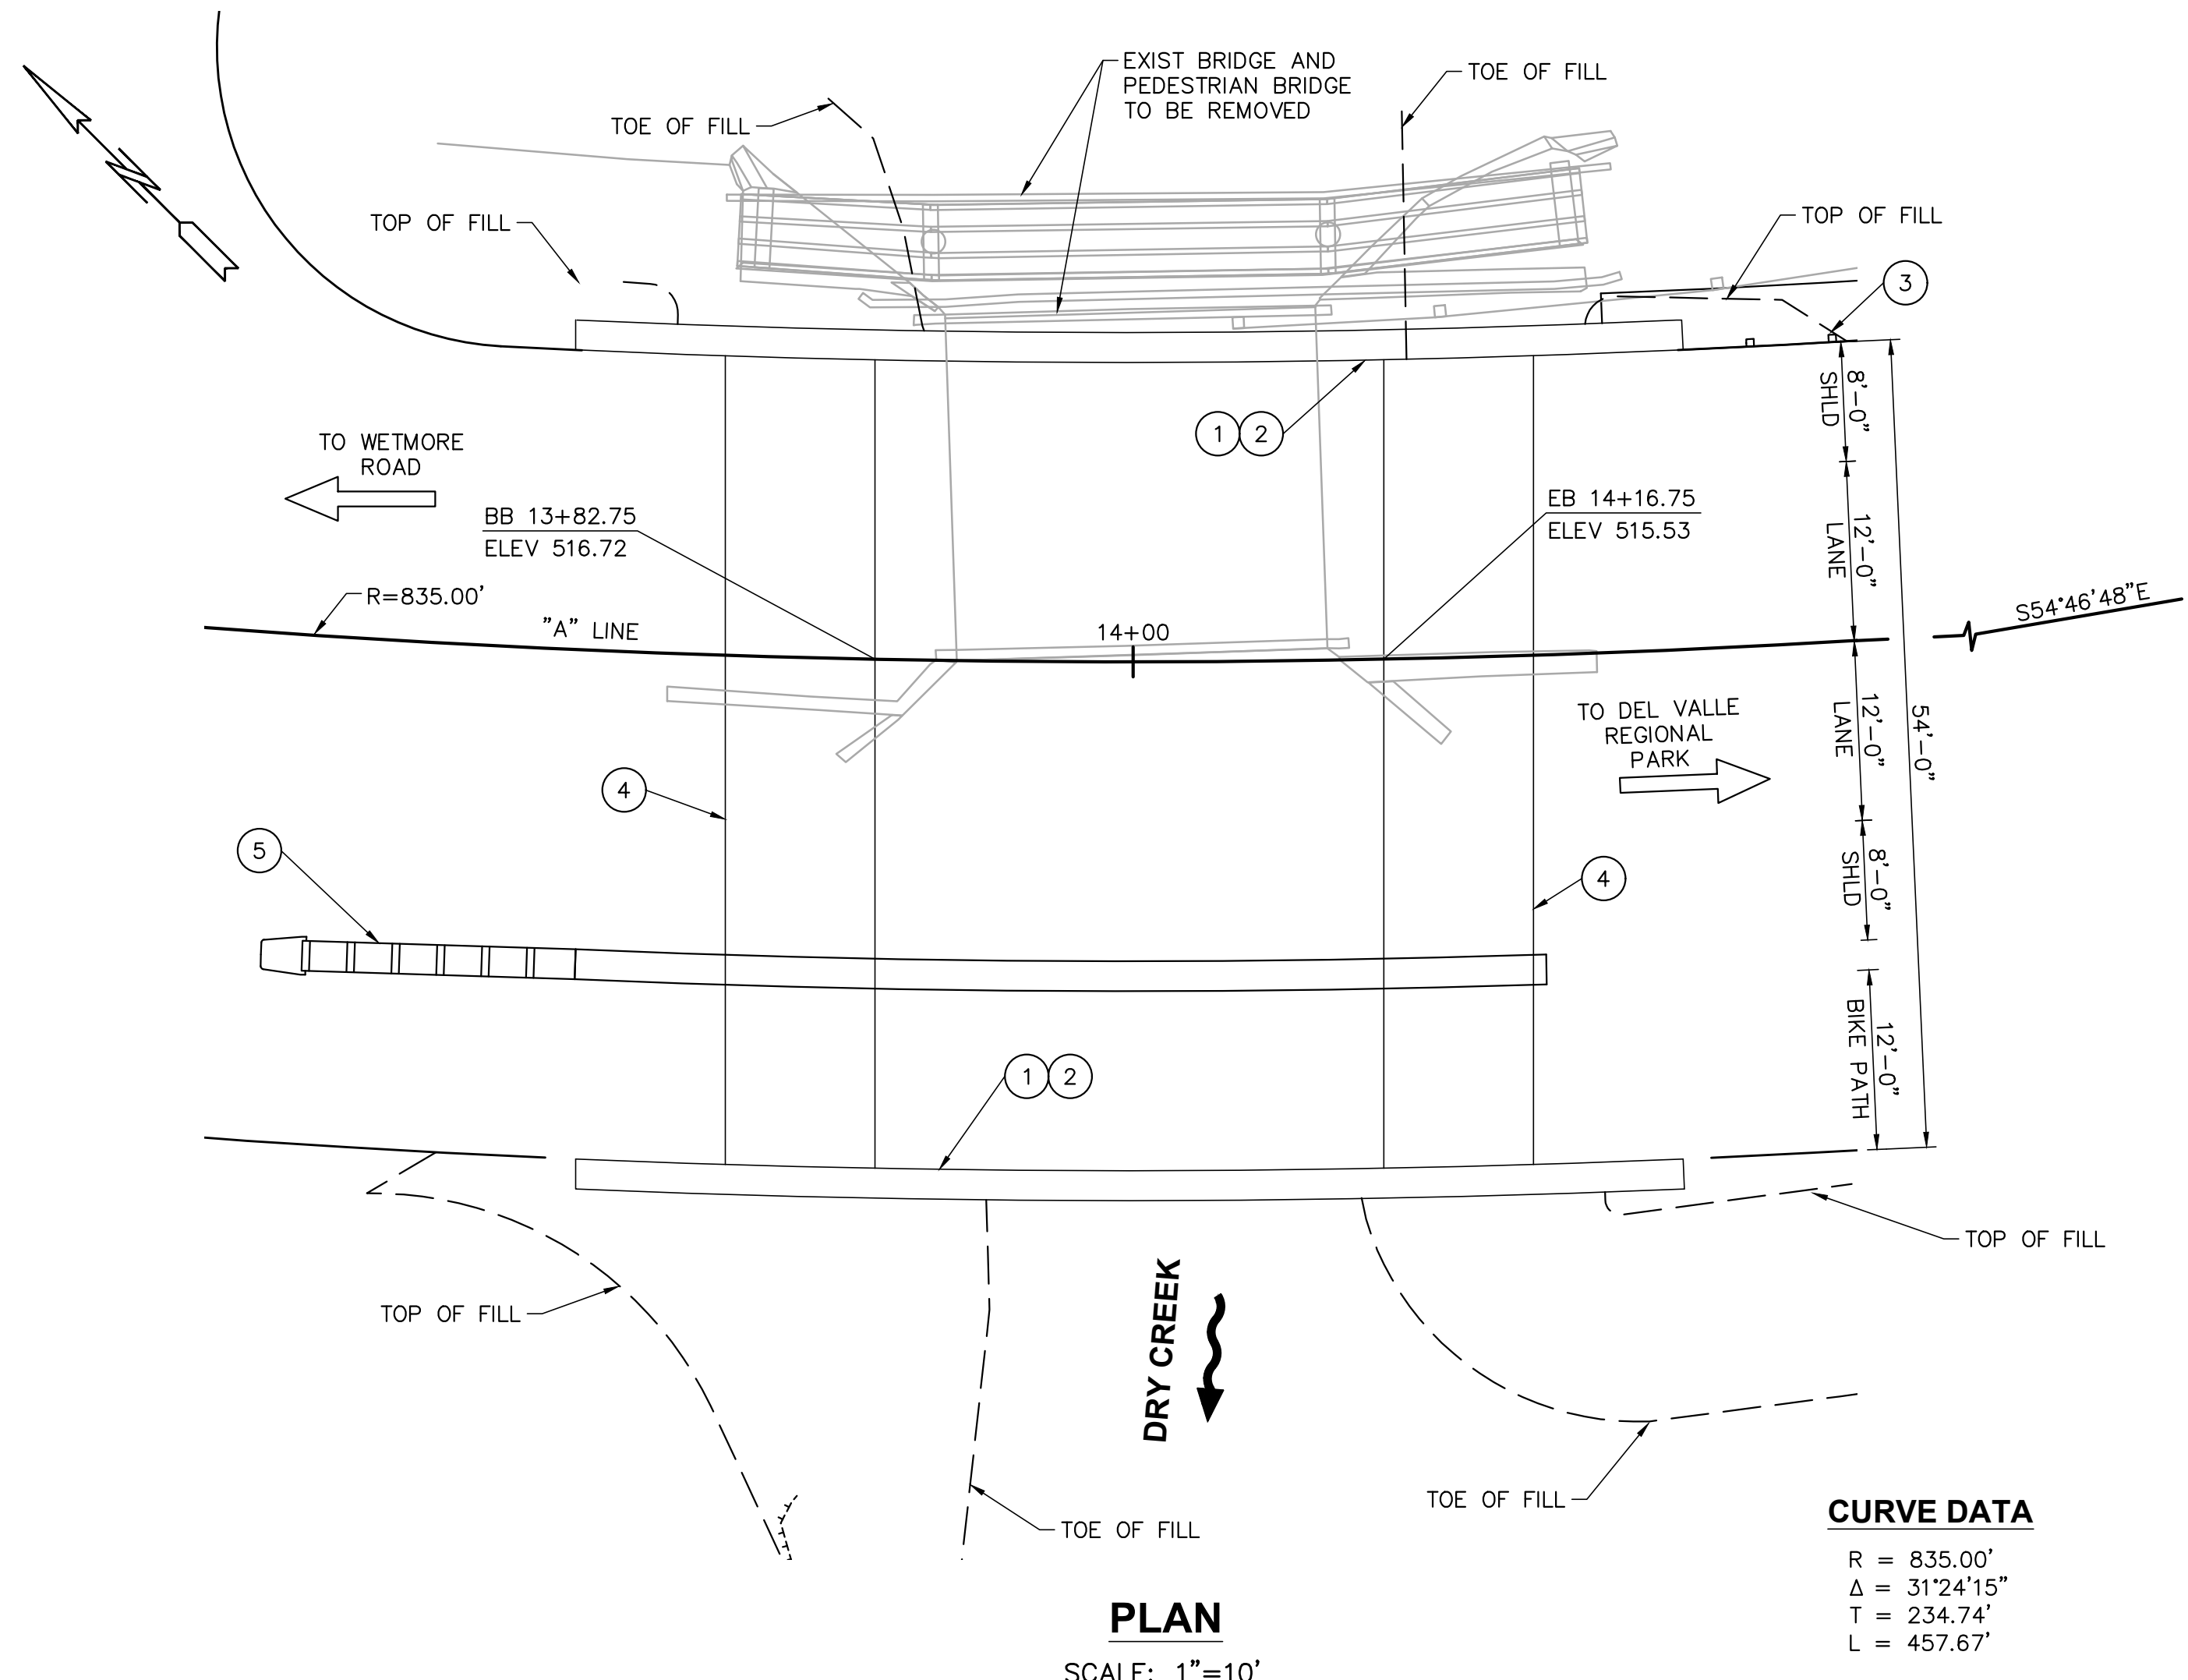 EXIST BRIDGE AND
PEDESTRIAN BRIDGE
TO BE REMOVED
TOE OF FILL
TOE OF FILL
TOP OF FILL
TOP OF FILL
3
8'-0"
SHLD
1 2
TO WETMORE
ROAD
BB 13+82.75
ELEV 516.72
EB 14+16.75
ELEV 515.53
12'-0"
LANE
R=835.00'
"A" LINE
14+00
S54°46'48"E
TO DEL VALLE
REGIONAL
PARK
12'-0"
LANE
54'-0"
4
5
4
8'-0"
SHLD
12'-0"
BIKE PATH
1 2
TOP OF FILL
TOP OF FILL
DRY CREEK
TOE OF FILL
TOE OF FILL
CURVE DATA
R = 835.00'
Δ = 31°24'15"
T = 234.74'
L = 457.67'
PLAN
SCALE: 1"=10'